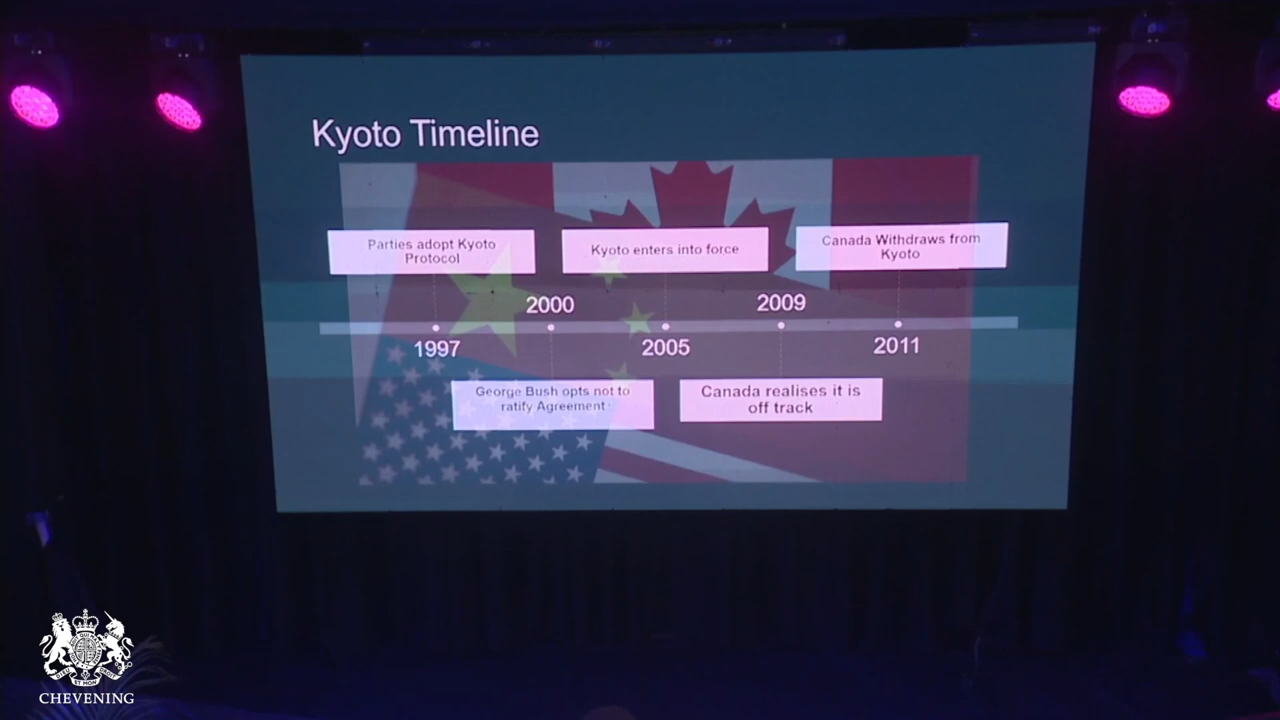 Kyoto Timeline
Parties adopt Kyoto
Protocol
Kyoto enters into force
Canada Withdraws from
Kyoto
2000
2009
1997
2005
2011
George Bush opts not to
ratify Agreement
Canada realises it is
off track
CHEVENING